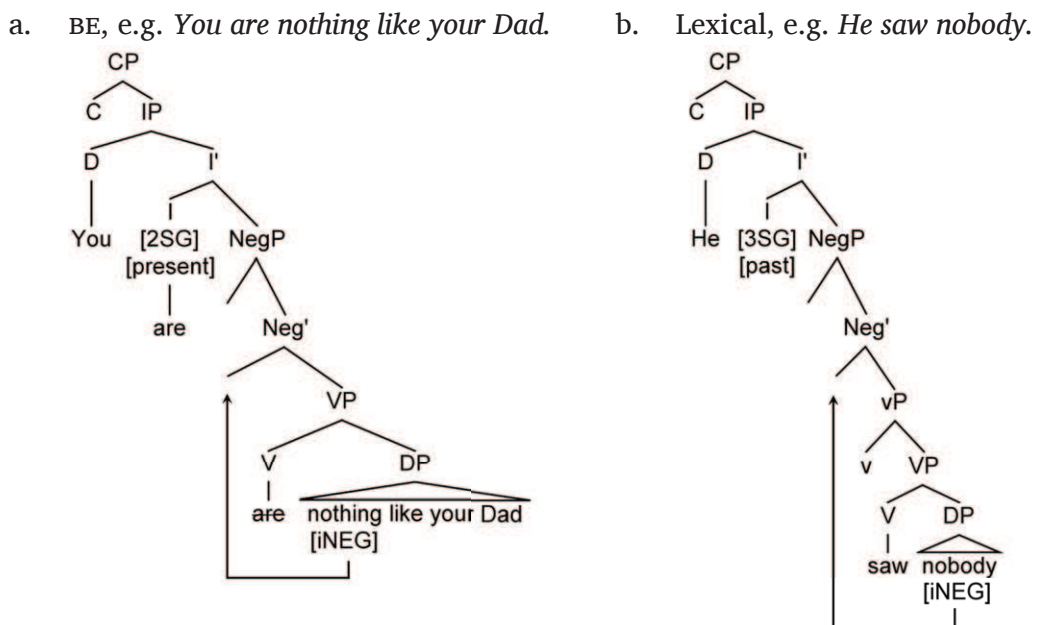 a. BE, e.g. You are nothing like your Dad. b. Lexical, e.g. He saw nobody.
CP
C IP
D I'
You [2SG] NegP
[present]
are Neg'
VP
V DP
are nothing like your Dad
[iNEG]
CP
C IP
D I'
He [3SG] NegP
[past]
Neg'
vP
v VP
V DP
saw nobody
[iNEG]